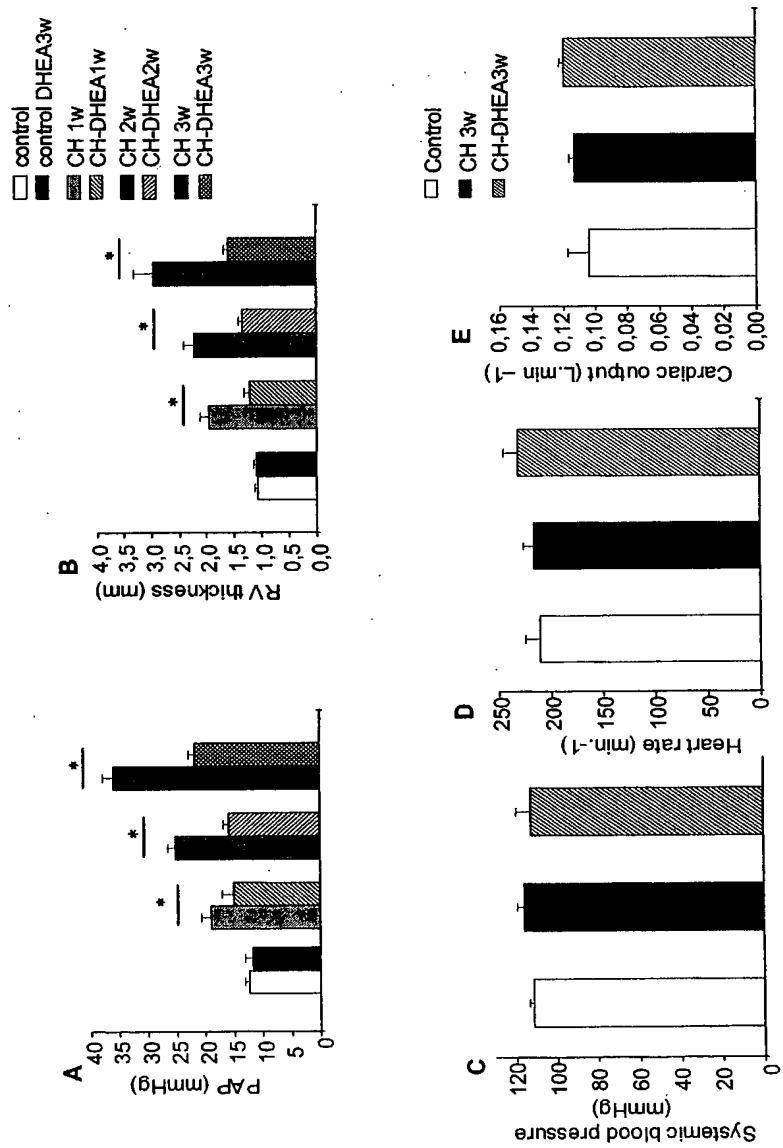 A
PAP (mmHg)
40
35
30
25
20
15
10
5
0
*
*
*
B
RV thickness (mm)
4,0
3,5
3,0
2,5
2,0
1,5
1,0
0,5
0,0
*
*
*
control
control DHEA3w
CH 1w
CH-DHEA1w
CH 2w
CH-DHEA2w
CH 3w
CH-DHEA3w
C
Systemic blood pressure
(mmHg)
120
100
80
60
40
20
0
D
Heart rate (min.-1)
250
200
150
100
50
0
E
Cardiac output (L.min –1)
0,16
0,14
0,12
0,10
0,08
0,06
0,04
0,02
0,00
Control
CH 3w
CH-DHEA3w